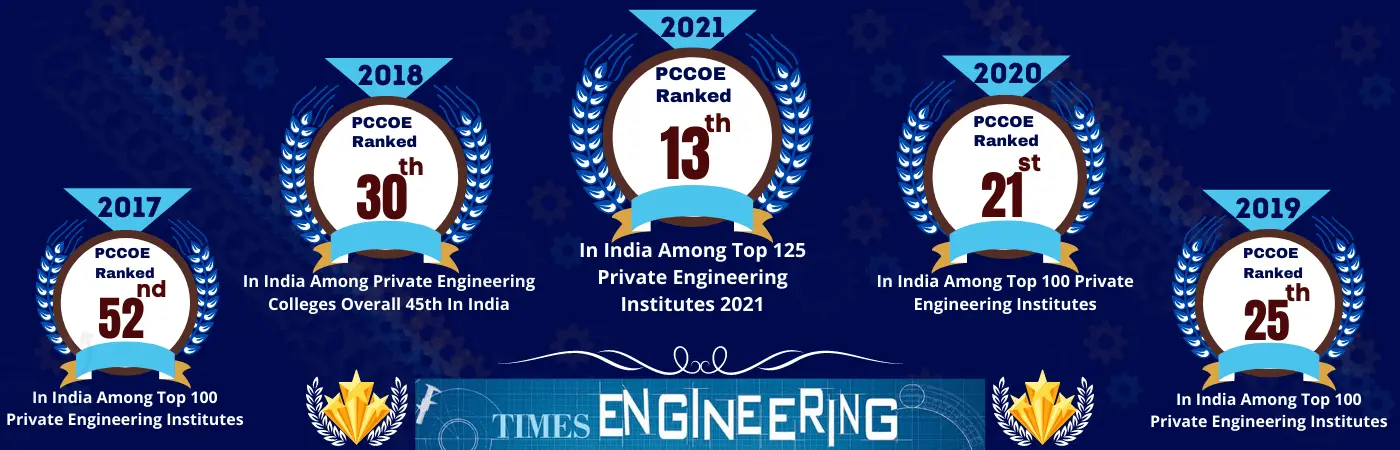 2017
PCCOE
Ranked
52nd
In India Among Top 100
Private Engineering Institutes
2018
PCCOE
Ranked
30th
In India Among Private Engineering
Colleges Overall 45th In India
2021
PCCOE
Ranked
13th
In India Among Top 125
Private Engineering
Institutes 2021
2020
PCCOE
Ranked
21st
In India Among Top 100 Private
Engineering Institutes
2019
PCCOE
Ranked
25th
In India Among Top 100
Private Engineering Institutes
TIMES ENGINEERING